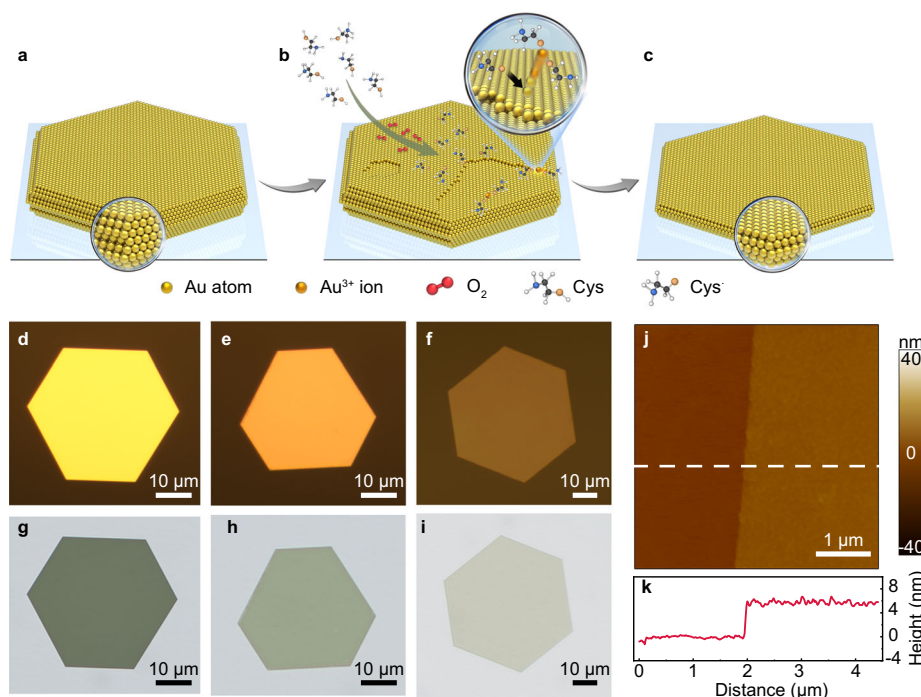 a
b
c
Au atom
Au³⁺ ion
O₂
Cys
Cys⁻
d
10 µm
e
10 µm
f
10 µm
j
1 µm
nm
40
0
-40
g
10 µm
h
10 µm
i
10 µm
k
8
4
0
-4
Height (nm)
0
1
2
3
4
Distance (µm)